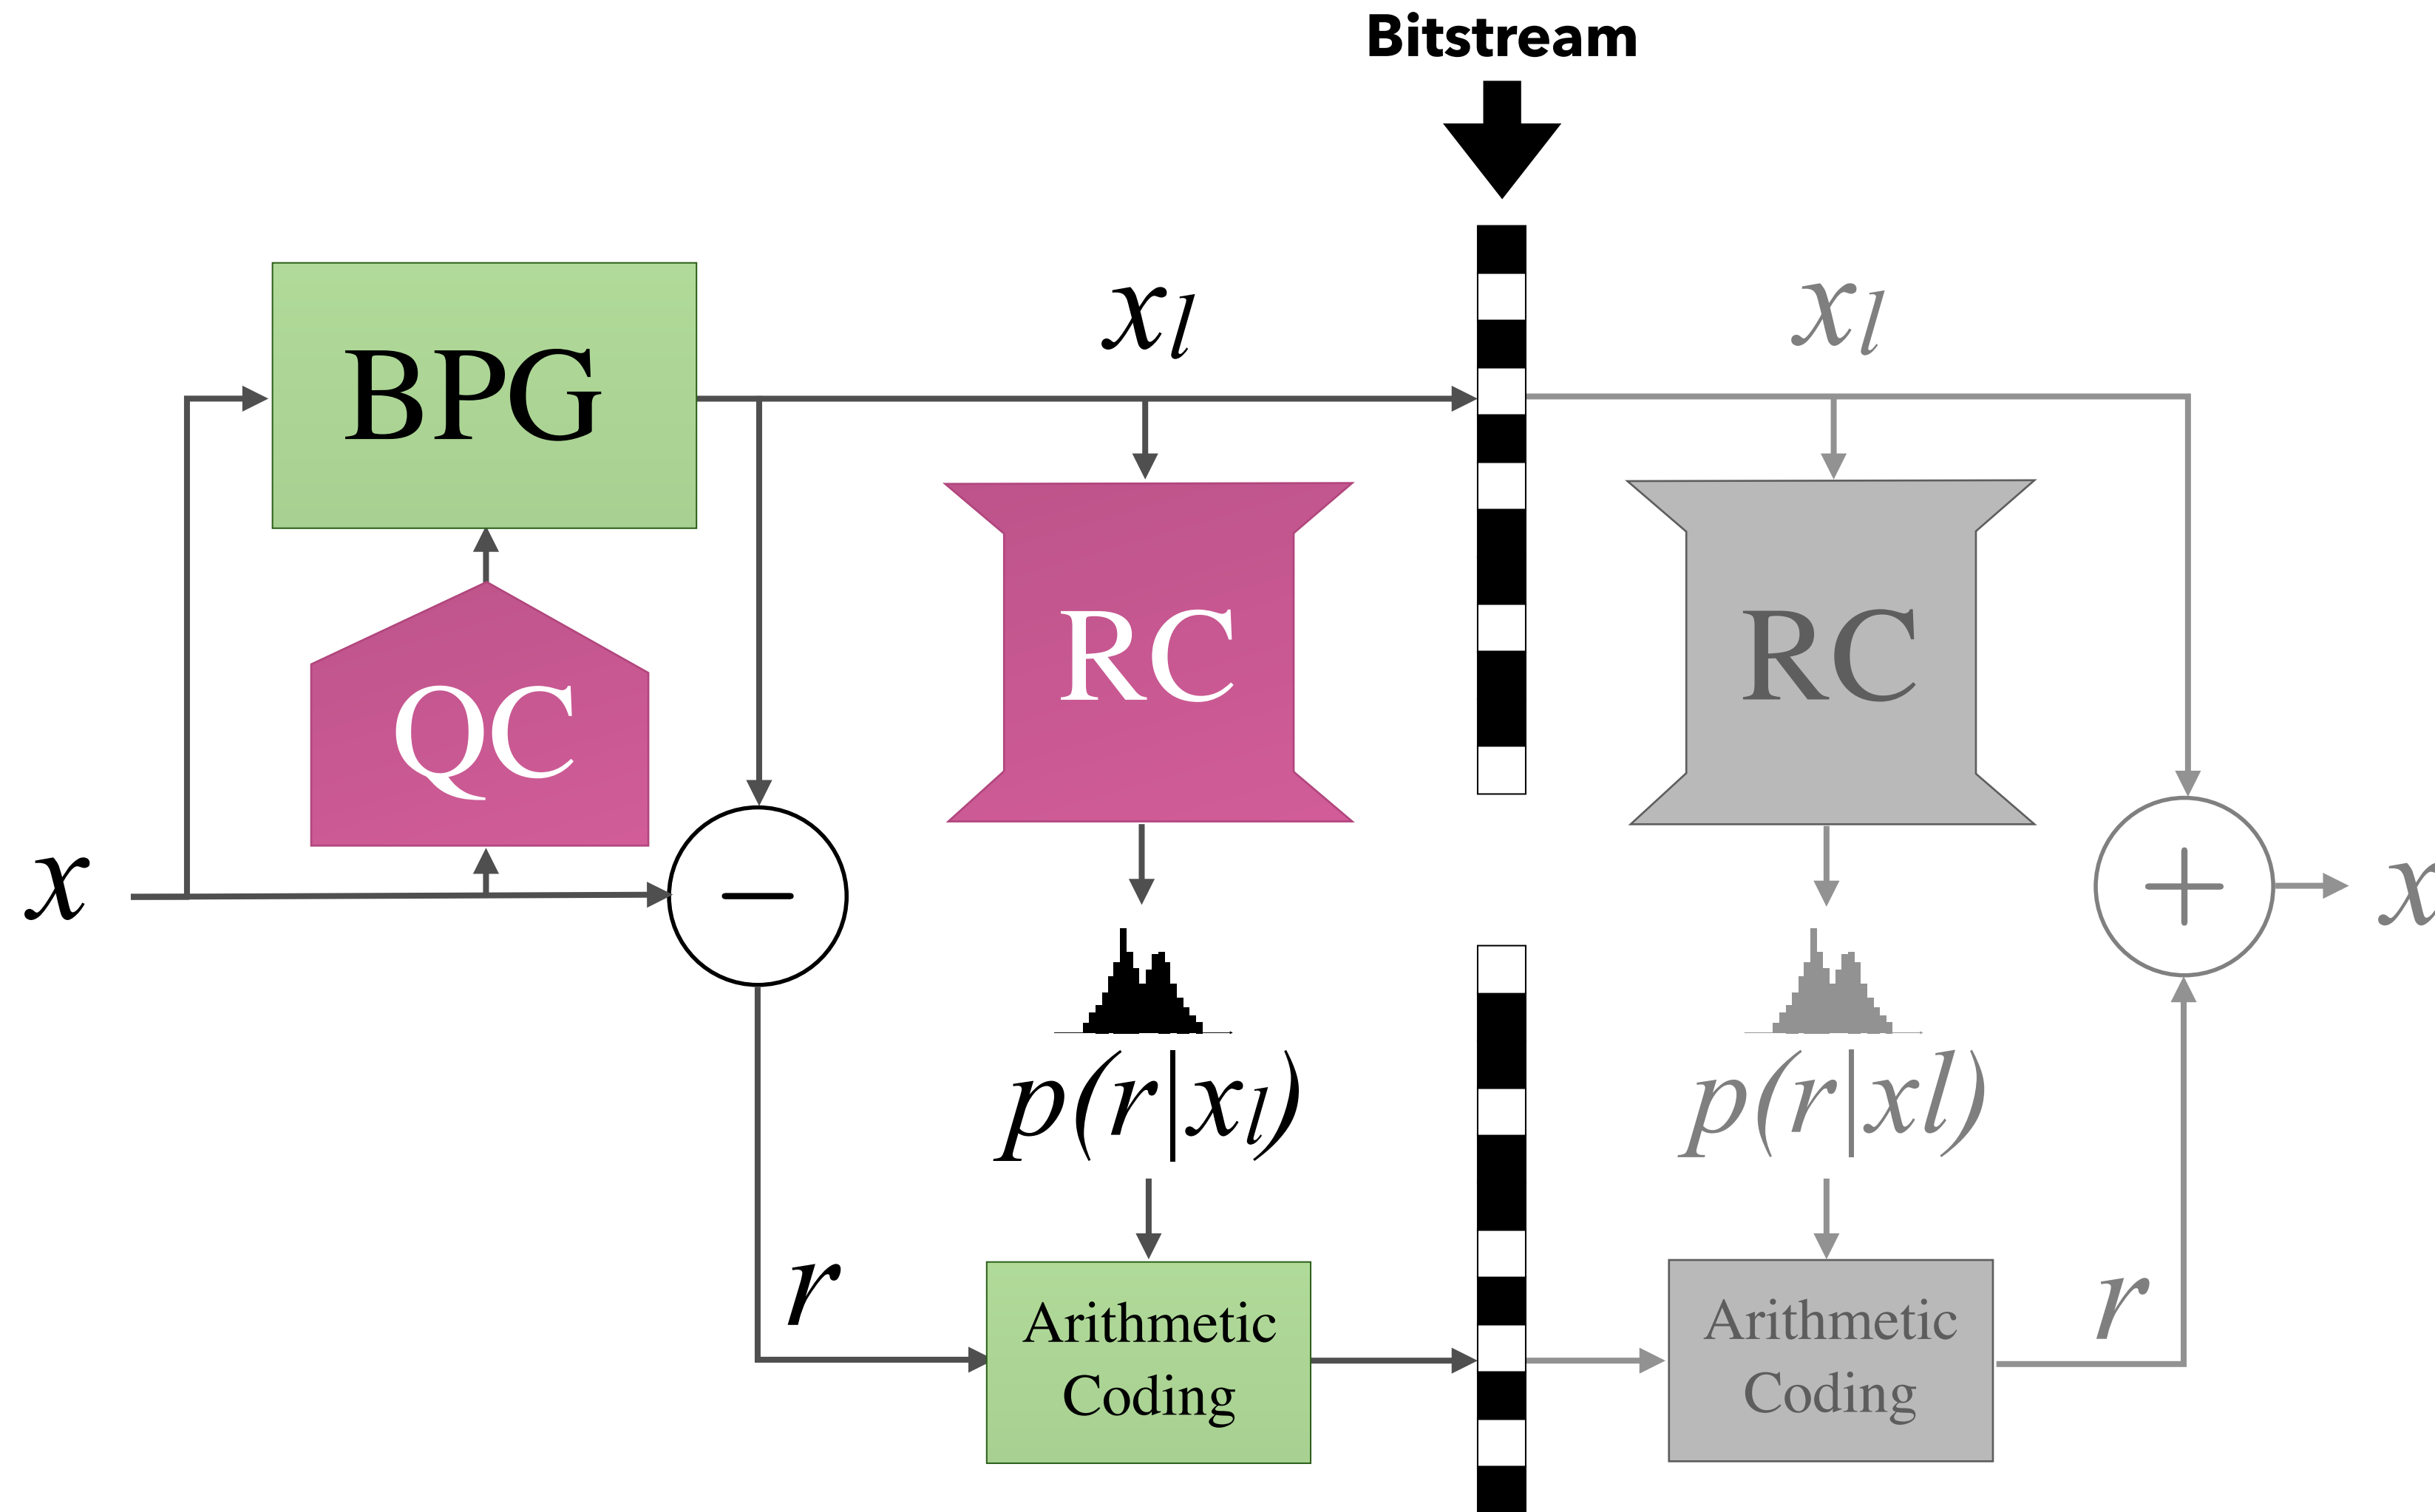 Bitstream
BPG
x_l
x_l
QC
RC
RC
x
−
+
x
p(r|x_l)
p(r|xl)
r
r
Arithmetic
Coding
Arithmetic
Coding